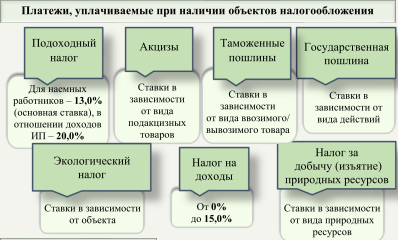 Платежи, уплачиваемые при наличии объектов налогообложения
Подоходный
налог
Для наемных
работников – 13,0%
(основная ставка), в
отношении доходов
ИП – 20,0%
Акцизы
Ставки в
зависимости
от вида
подакцизных
товаров
Таможенные
пошлины
Ставки в
зависимости
от вида ввозимого/
вывозимого товара
Государственная
пошлина
Ставки в
зависимости от
вида действий
Экологический
налог
Ставки в зависимости
от объекта
Налог на
доходы
От 0%
до 15,0%
Налог за
добычу (изъятие)
природных ресурсов
Ставки в зависимости
от вида природных
ресурсов